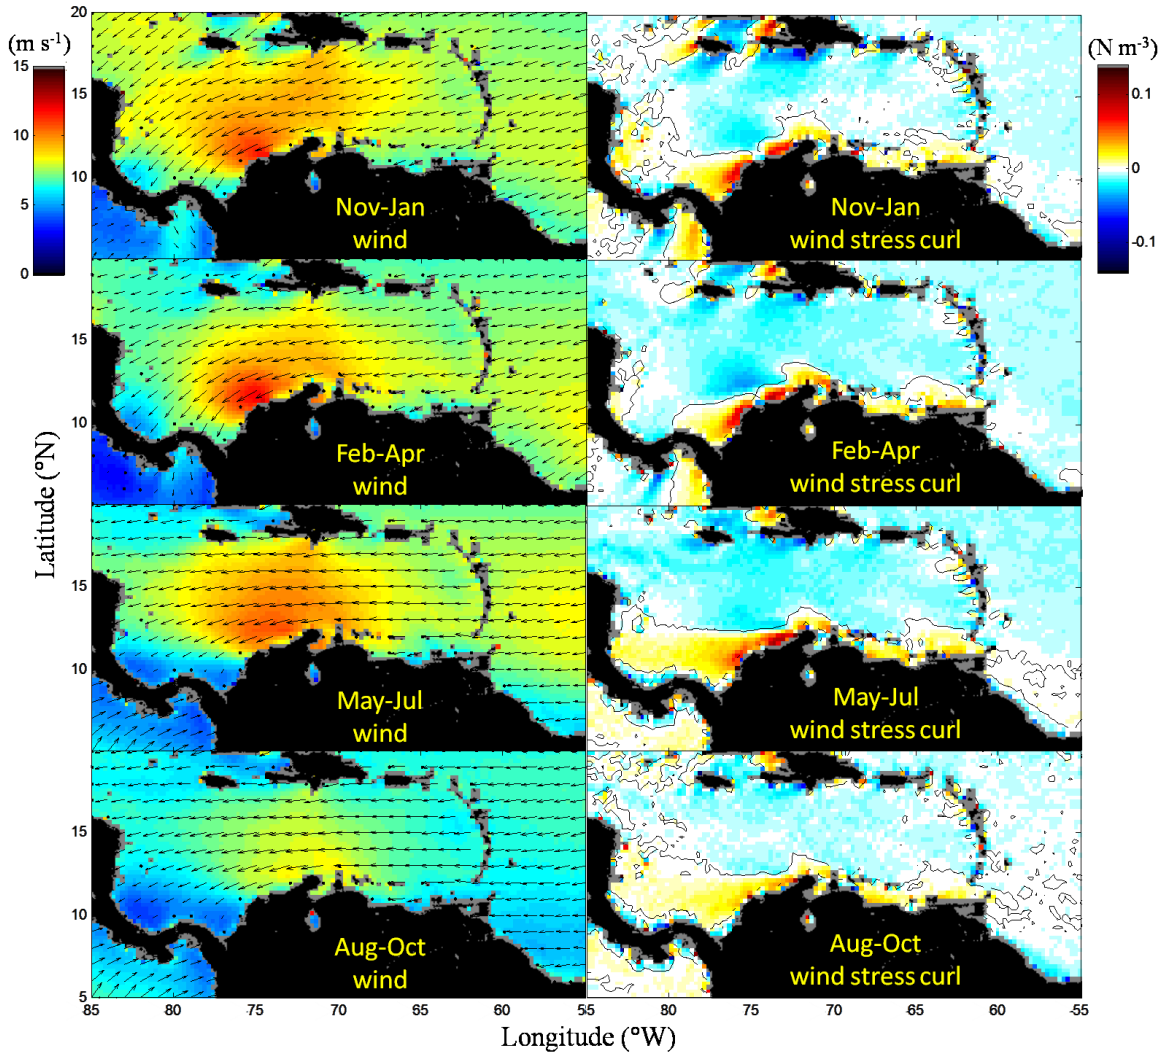 (m s⁻¹)
15
10
5
0
(N m⁻³)
0.1
0
-0.1
20
15
10
Nov-Jan
wind
Nov-Jan
wind stress curl
15
10
Feb-Apr
wind
Feb-Apr
wind stress curl
15
10
May-Jul
wind
May-Jul
wind stress curl
15
10
5
Aug-Oct
wind
Aug-Oct
wind stress curl
Latitude (°N)
85 80 75 70 65 60 55
80 75 70 65 60 -55
Longitude (°W)